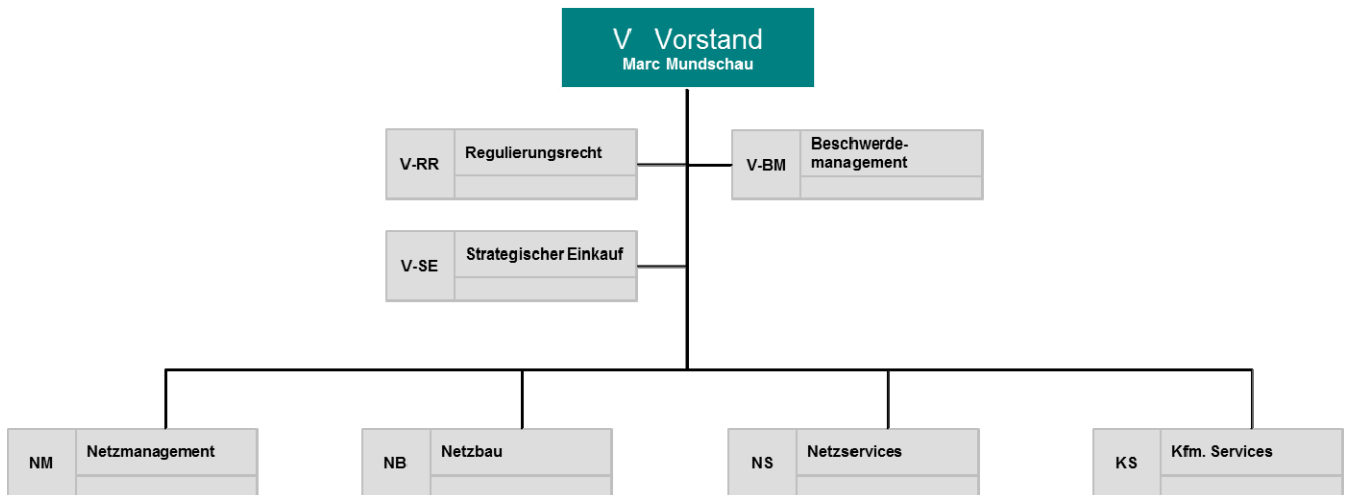 V Vorstand
Marc Mundschau
V-RR
Regulierungsrecht
V-BM
Beschwerde-
management
V-SE
Strategischer Einkauf
NM
Netzmanagement
NB
Netzbau
NS
Netzservices
KS
Kfm. Services